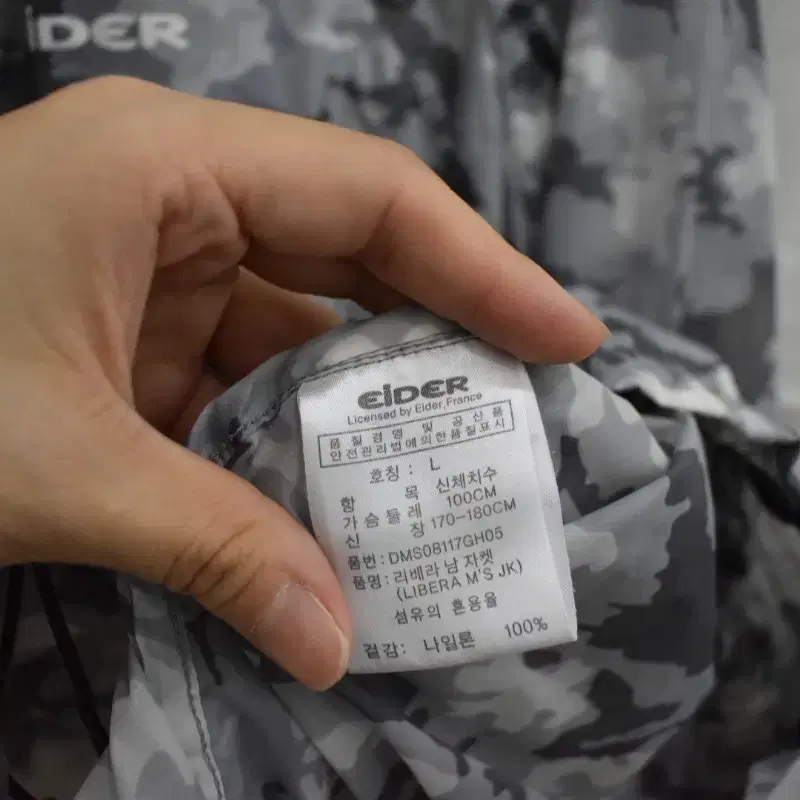 iDER
EiDER
Licensed by Eider, France
품질경영 및 공산품
안전관리법에의한품질표시
호칭 : L
항 목 신체치수
가슴둘레 100CM
신 장 170-180CM
품번: DMS08117GH05
품명: 리베라 남 자켓
(LIBERA M'S JK)
섬유의 혼용율
겉감: 나일론 100%